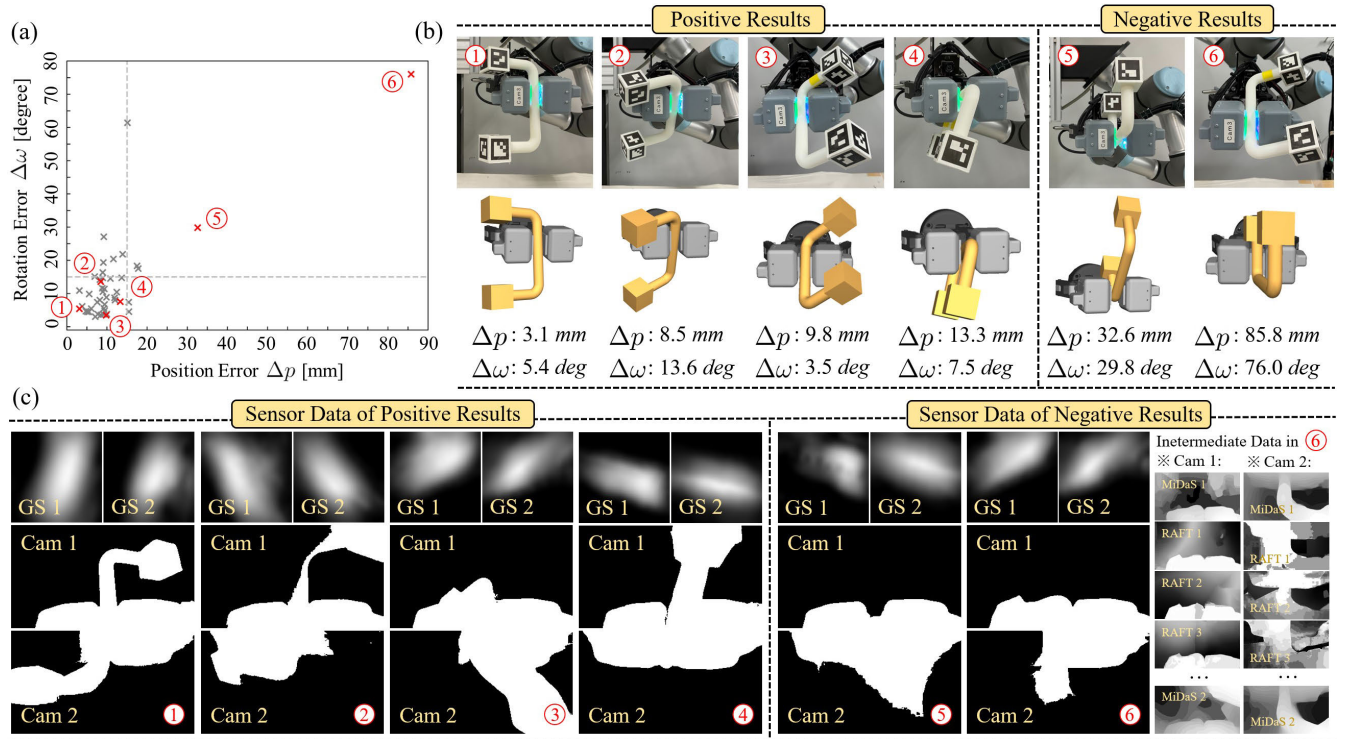 (a)
80
70
60
50
40
30
20
10
0
Rotation Error Δω [degree]
0 10 20 30 40 50 60 70 80 90
Position Error Δp [mm]
①
②
③
④
⑤
⑥
(b)
Positive Results
Negative Results
① ② ③ ④ ⑤ ⑥
Cam3 Cam3 Cam3 Cam3 Cam3 Cam3
Δp: 3.1 mm Δp: 8.5 mm Δp: 9.8 mm Δp: 13.3 mm Δp: 32.6 mm Δp: 85.8 mm
Δω: 5.4 deg Δω: 13.6 deg Δω: 3.5 deg Δω: 7.5 deg Δω: 29.8 deg Δω: 76.0 deg
(c)
Sensor Data of Positive Results
Sensor Data of Negative Results
GS 1 GS 2 GS 1 GS 2 GS 1 GS 2 GS 1 GS 2 GS 1 GS 2 GS 1 GS 2
Cam 1 Cam 1 Cam 1 Cam 1 Cam 1 Cam 1
Cam 2 ① Cam 2 ② Cam 2 ③ Cam 2 ④ Cam 2 ⑤ Cam 2 ⑥
Inetermediate Data in ⑥
※ Cam 1: ※ Cam 2:
MiDaS 1 MiDaS 1
RAFT 1 RAFT 1
RAFT 2 RAFT 2
RAFT 3 RAFT 3
... ...
MiDaS 2 MiDaS 2